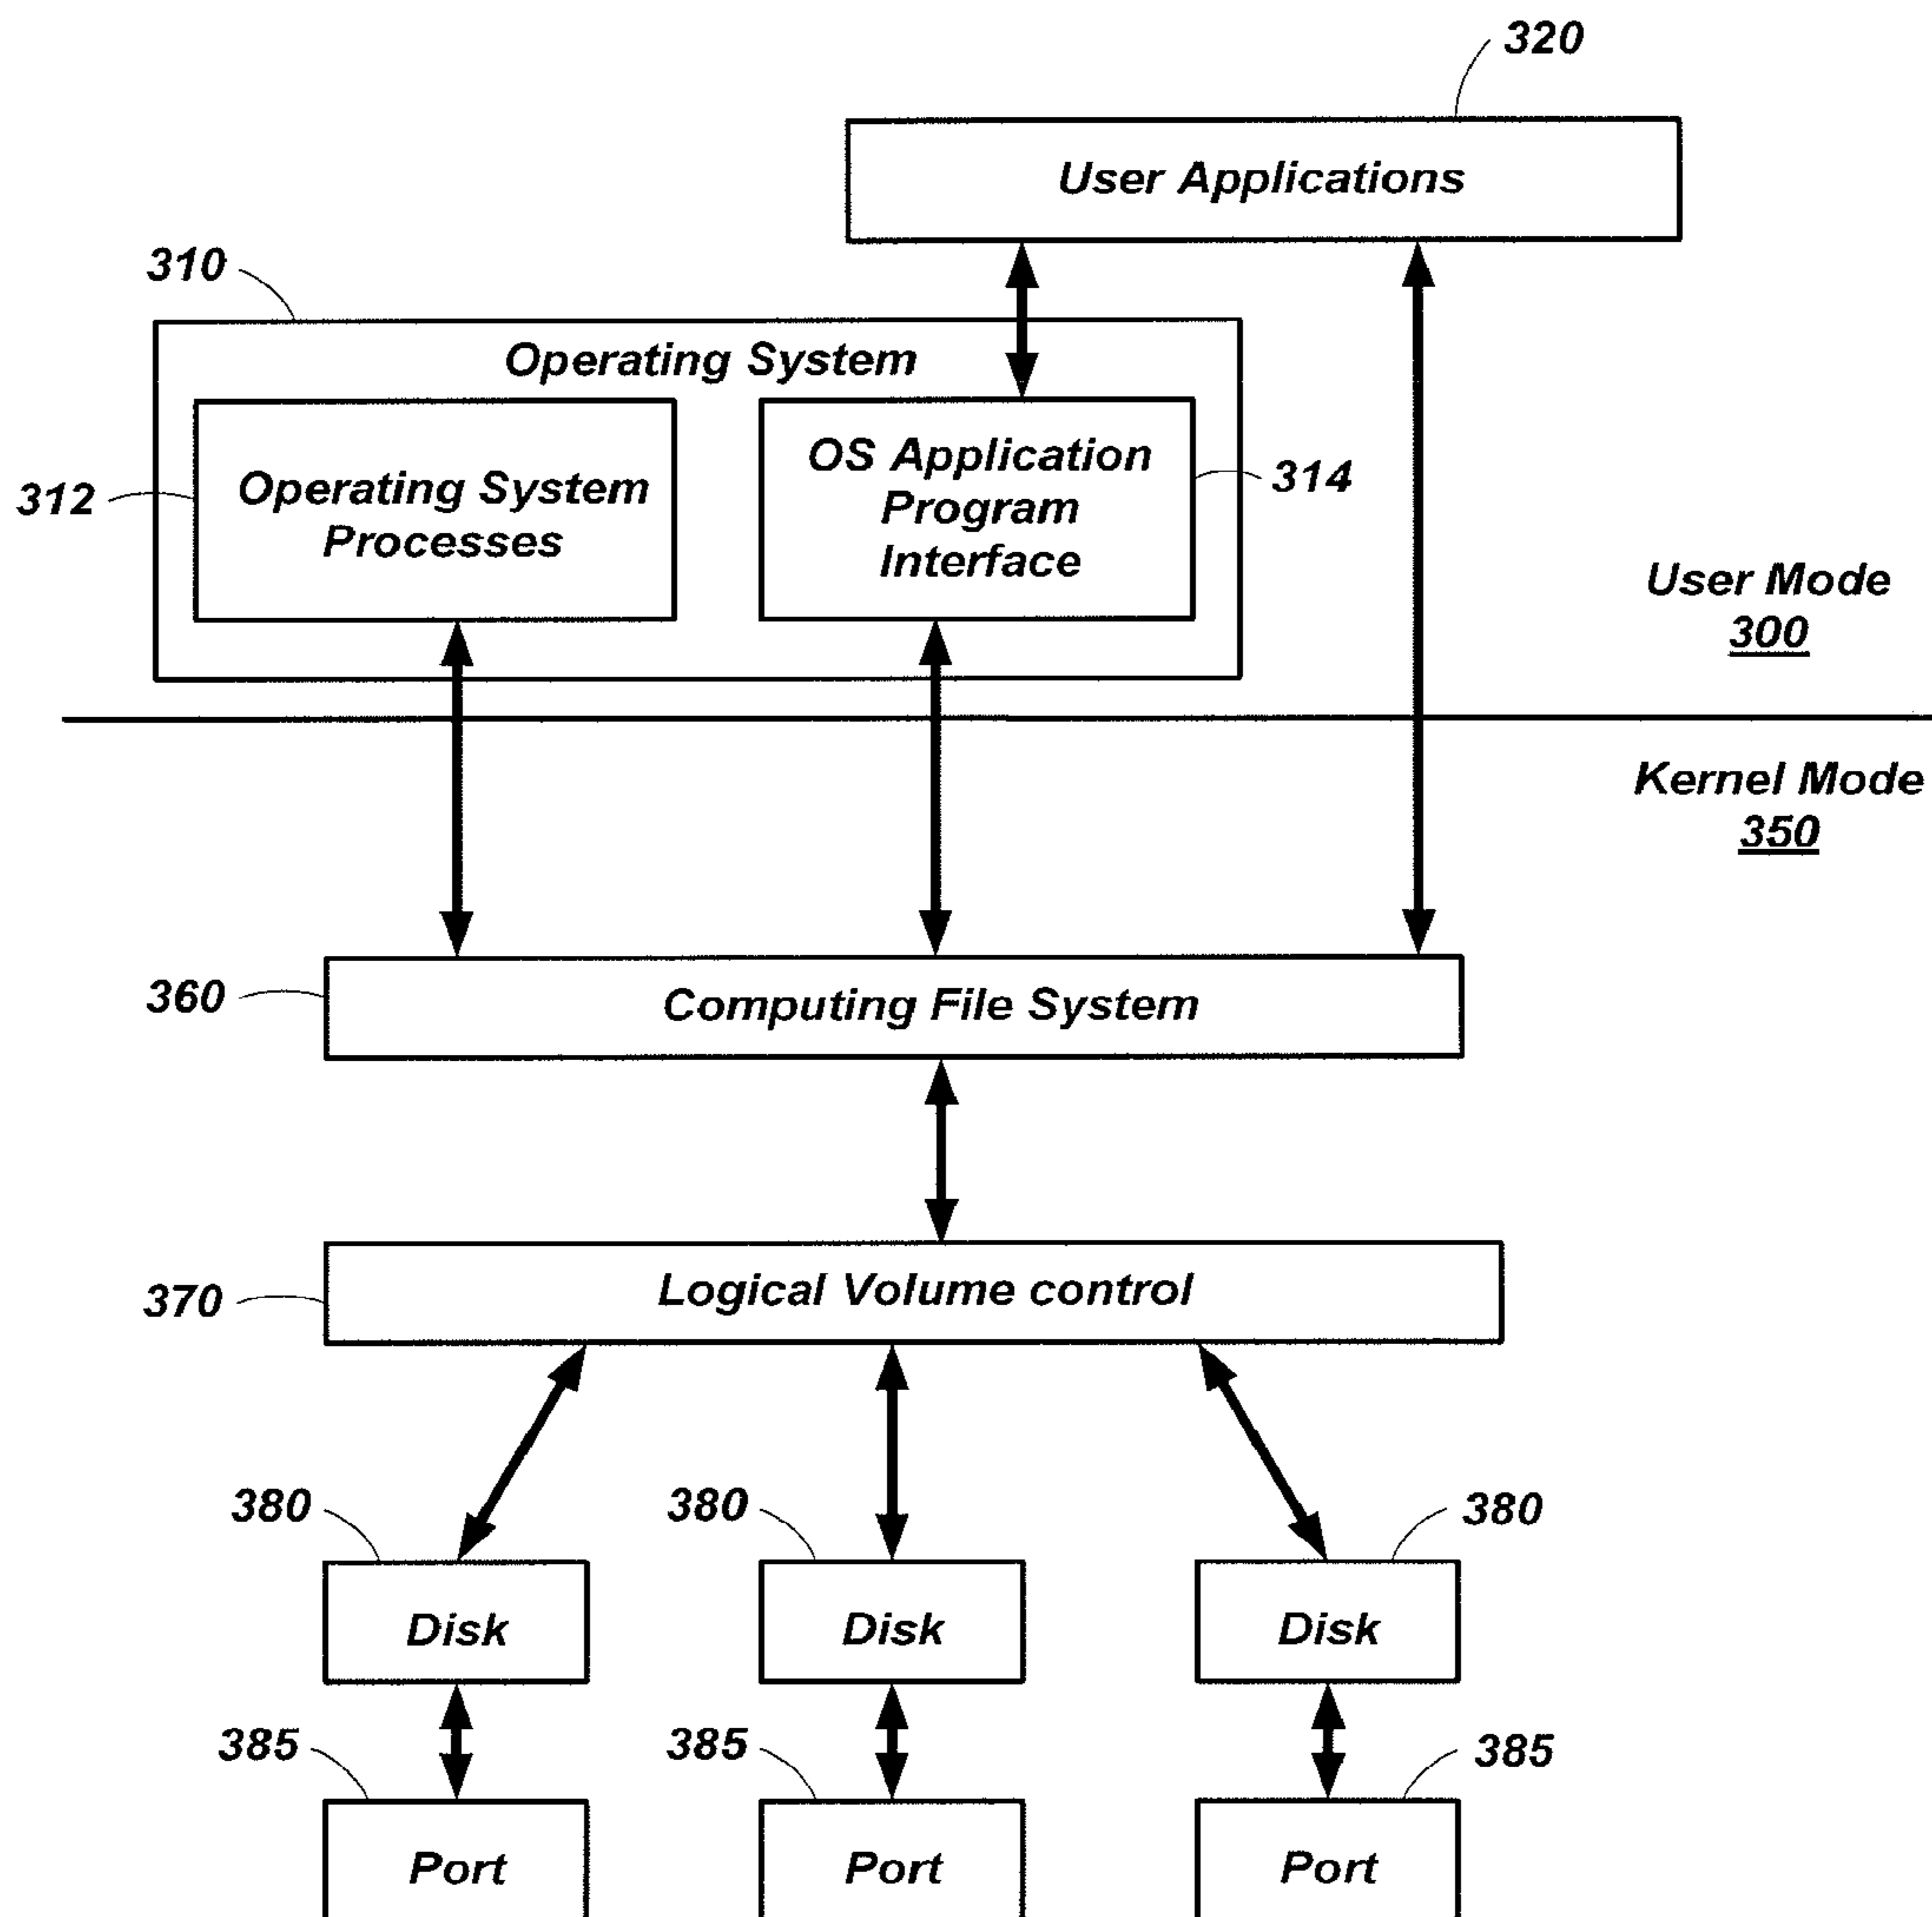 320
User Applications
310
Operating System
312
Operating System
Processes
OS Application
Program
Interface
314
User Mode
300
Kernel Mode
350
360
Computing File System
370
Logical Volume control
380
380
380
Disk
Disk
Disk
385
385
385
Port
Port
Port